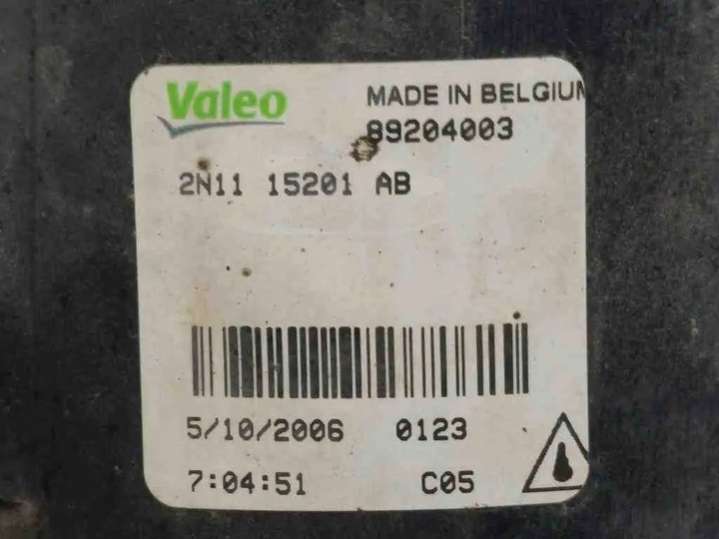 Valeo
MADE IN BELGIUM
89204003
2N11 15201 AB
5/10/2006 0123
7:04:51 C05